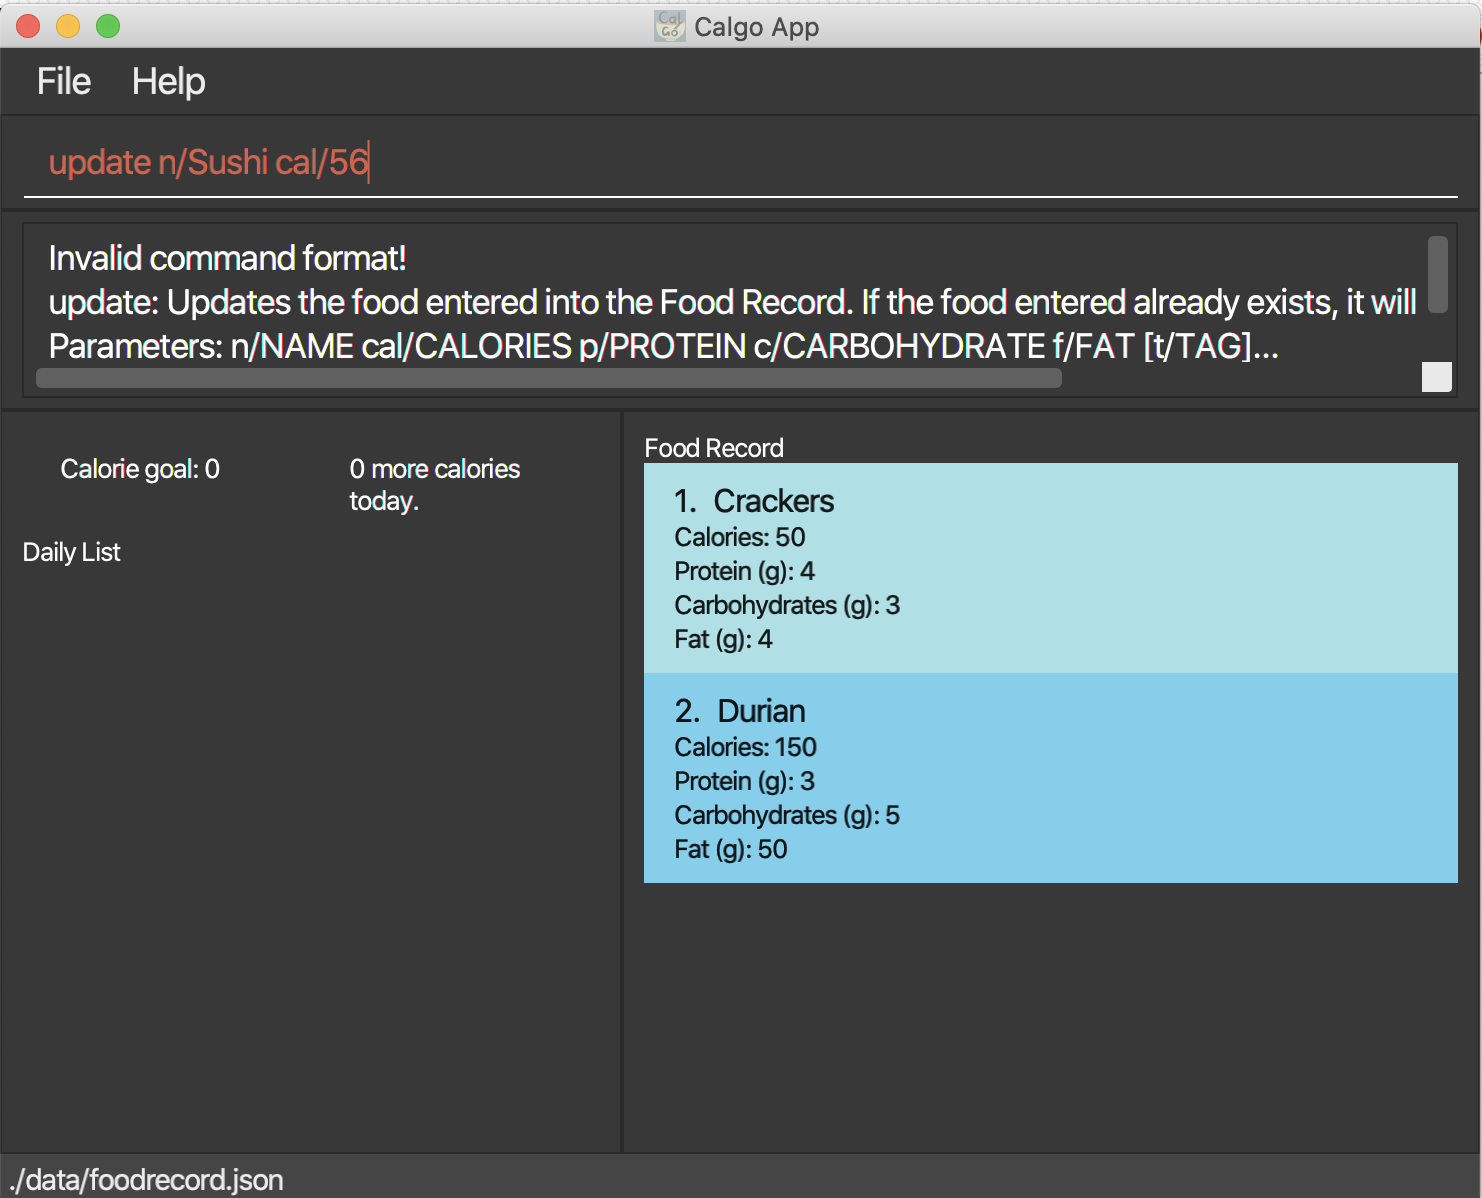 Cal
Go
Calgo App
File Help
update n/Sushi cal/56
Invalid command format!
update: Updates the food entered into the Food Record. If the food entered already exists, it will
Parameters: n/NAME cal/CALORIES p/PROTEIN c/CARBOHYDRATE f/FAT [t/TAG]...
Calorie goal: 0
0 more calories
today.
Daily List
Food Record
1. Crackers
Calories: 50
Protein (g): 4
Carbohydrates (g): 3
Fat (g): 4
2. Durian
Calories: 150
Protein (g): 3
Carbohydrates (g): 5
Fat (g): 50
./data/foodrecord.json